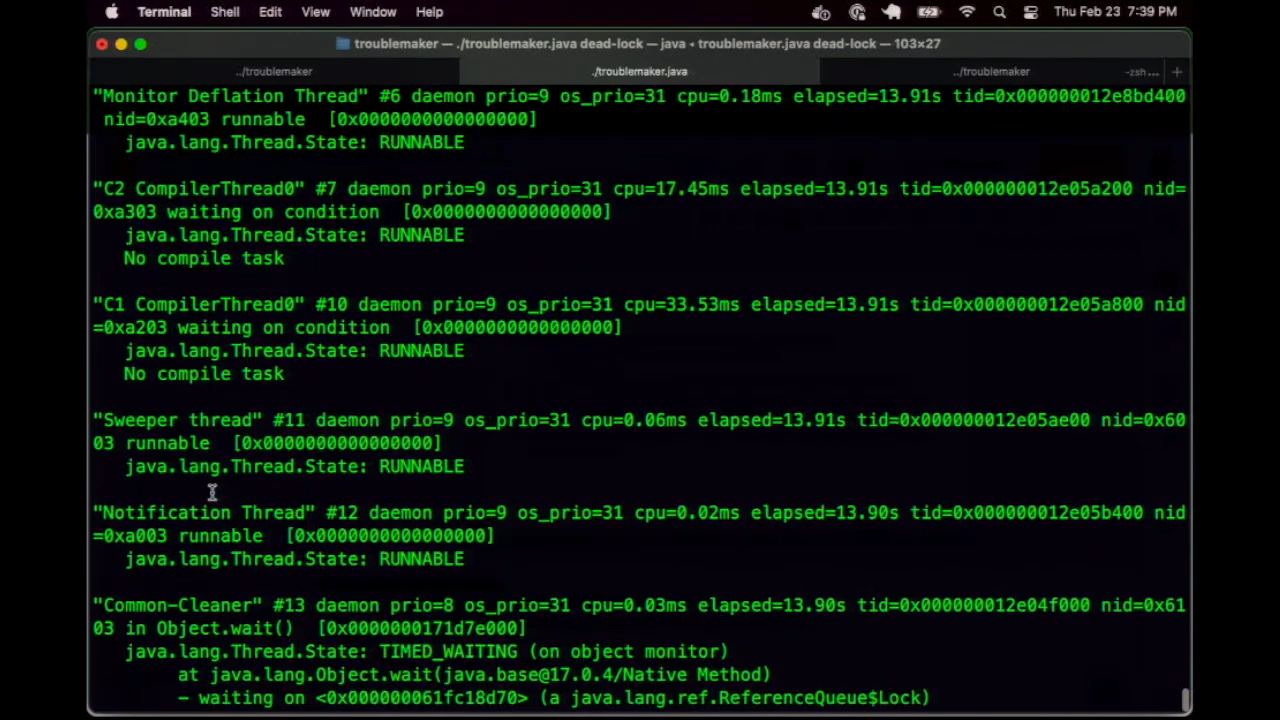 Terminal Shell Edit View Window Help Thu Feb 23 7:39 PM
troublemaker — ./troublemaker.java dead-lock — java • troublemaker.java dead-lock — 103×27
../troublemaker ./troublemaker.java ../troublemaker -zsh... +
"Monitor Deflation Thread" #6 daemon prio=9 os_prio=31 cpu=0.18ms elapsed=13.91s tid=0x000000012e8bd400
nid=0xa403 runnable [0x0000000000000000]
java.lang.Thread.State: RUNNABLE
"C2 CompilerThread0" #7 daemon prio=9 os_prio=31 cpu=17.45ms elapsed=13.91s tid=0x000000012e05a200 nid=
0xa303 waiting on condition [0x0000000000000000]
java.lang.Thread.State: RUNNABLE
No compile task
"C1 CompilerThread0" #10 daemon prio=9 os_prio=31 cpu=33.53ms elapsed=13.91s tid=0x000000012e05a800 nid
=0xa203 waiting on condition [0x0000000000000000]
java.lang.Thread.State: RUNNABLE
No compile task
"Sweeper thread" #11 daemon prio=9 os_prio=31 cpu=0.06ms elapsed=13.91s tid=0x000000012e05ae00 nid=0x60
03 runnable [0x0000000000000000]
java.lang.Thread.State: RUNNABLE
"Notification Thread" #12 daemon prio=9 os_prio=31 cpu=0.02ms elapsed=13.90s tid=0x000000012e05b400 nid
=0xa003 runnable [0x0000000000000000]
java.lang.Thread.State: RUNNABLE
"Common-Cleaner" #13 daemon prio=8 os_prio=31 cpu=0.03ms elapsed=13.90s tid=0x000000012e04f000 nid=0x61
03 in Object.wait() [0x0000000171d7e000]
java.lang.Thread.State: TIMED_WAITING (on object monitor)
at java.lang.Object.wait(java.base@17.0.4/Native Method)
- waiting on <0x000000061fc18d70> (a java.lang.ref.ReferenceQueue$Lock)